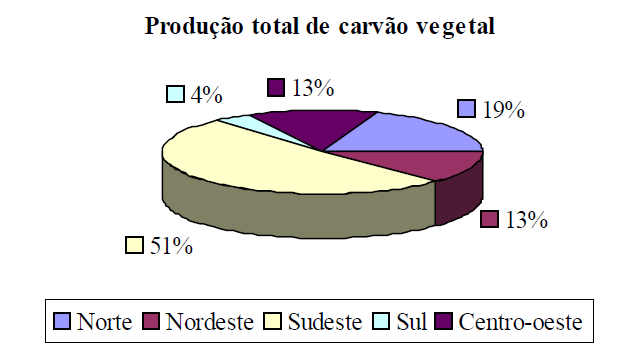 Produção total de carvão vegetal
4%
13%
19%
13%
51%
Norte Nordeste Sudeste Sul Centro-oeste